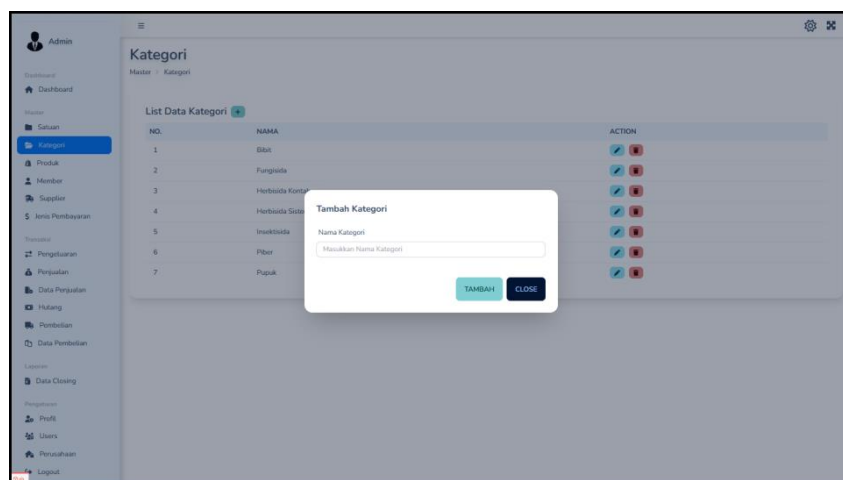 Admin
Dashboard
Dashboard
Master
Satuan
Kategori
Produk
Member
Supplier
Jenis Pembayaran
Transaksi
Pengeluaran
Penjualan
Data Penjualan
Hutang
Pembelian
Data Pembelian
Laporan
Data Closing
Pengaturan
Profil
Users
Perusahaan
Logout
Kategori
Master / Kategori
List Data Kategori +
NO. NAMA ACTION
1 Bibit
2 Fungisida
3 Herbisida Kontak
4 Herbisida Siste
5 Insektisida
6
7 Pupuk
Tambah Kategori
Nama Kategori
Masukkan Nama Kategori
TAMBAH CLOSE